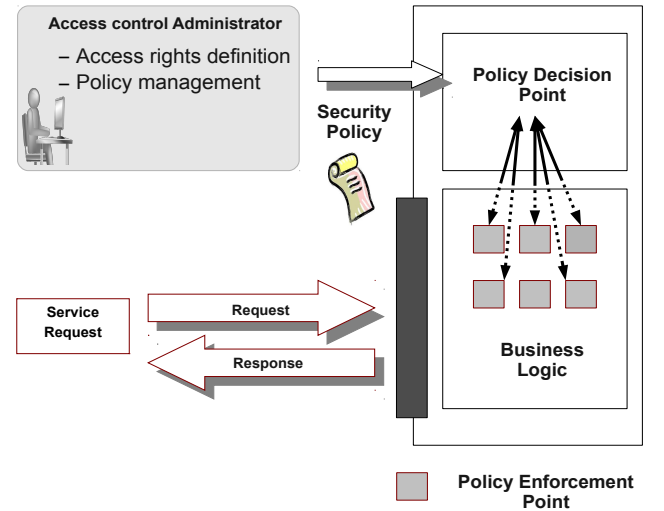 Access control Administrator
– Access rights definition
– Policy management
Security
Policy
Policy Decision
Point
Service
Request
Request
Response
Business
Logic
Policy Enforcement
Point